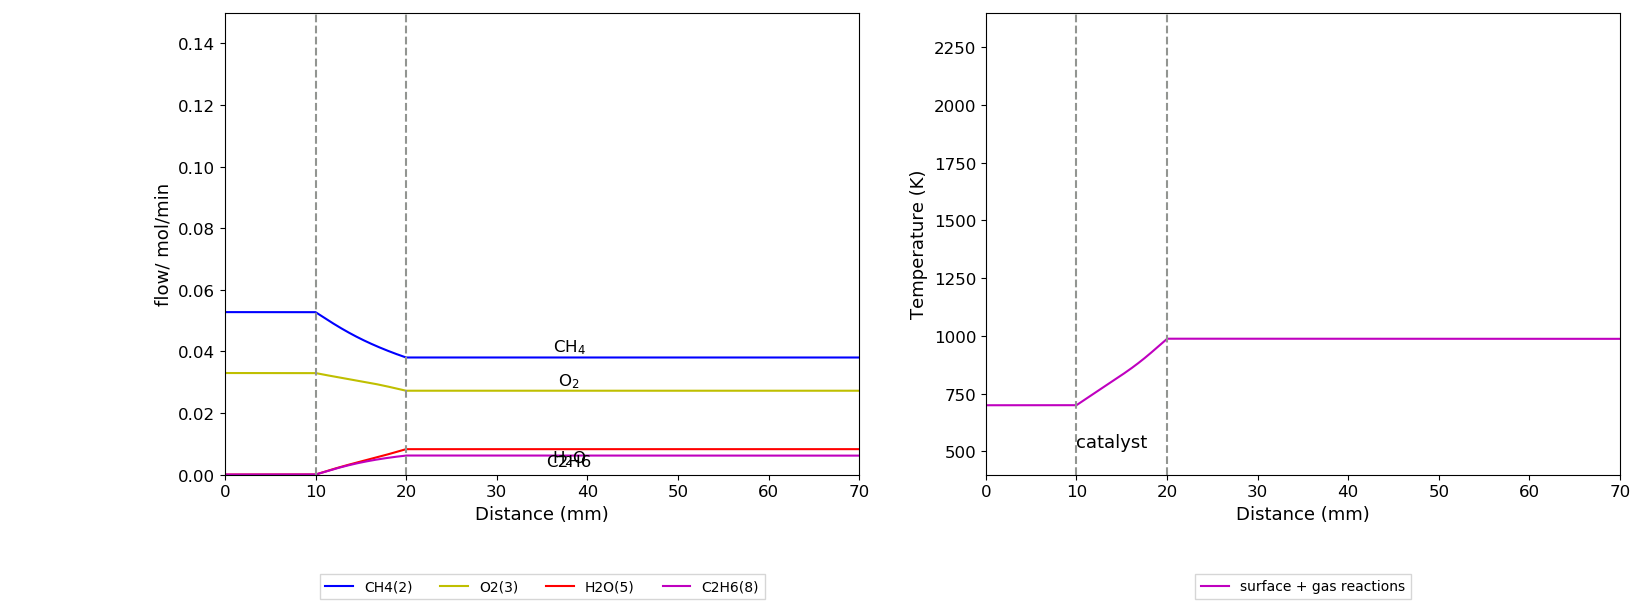 0.14
0.12
0.10
0.08
0.06
0.04
0.02
0.00
flow/ mol/min
CH4
O2
H2O
C2H6
0 10 20 30 40 50 60 70
Distance (mm)
CH4(2) O2(3) H2O(5) C2H6(8)
2250
2000
1750
1500
1250
1000
750
500
Temperature (K)
catalyst
0 10 20 30 40 50 60 70
Distance (mm)
surface + gas reactions